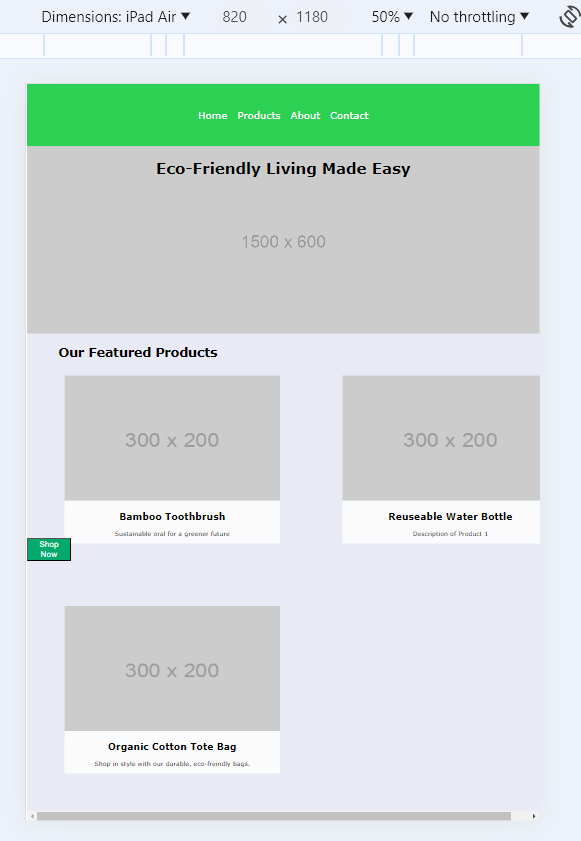 Dimensions: iPad Air ▼ 820 × 1180 50% ▼ No throttling ▼
Home Products About Contact
Eco-Friendly Living Made Easy
1500 x 600
Our Featured Products
300 x 200 300 x 200
Bamboo Toothbrush Reuseable Water Bottle
Sustainable oral for a greener future Description of Product 1
Shop
Now
300 x 200
Organic Cotton Tote Bag
Shop in style with our durable, eco-freindly bags.